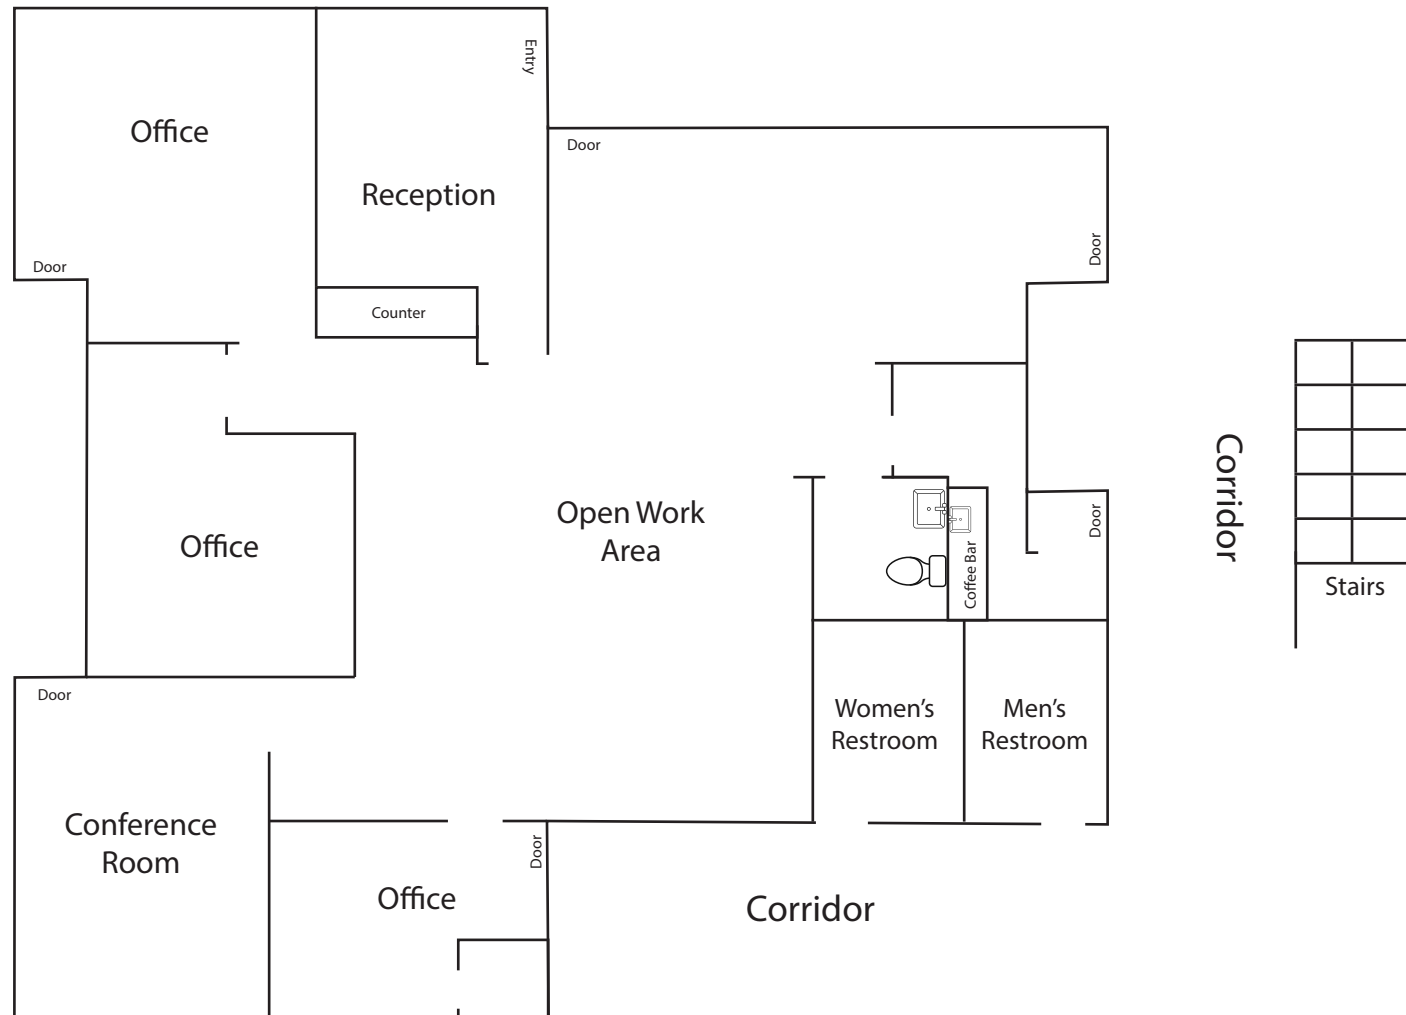 Entry
Office
Door
Reception
Door
Door
Counter
Corridor
Open Work
Area
Office
Door
Coffee Bar
Stairs
Door
Women’s
Restroom
Men’s
Restroom
Conference
Room
Door
Office
Corridor